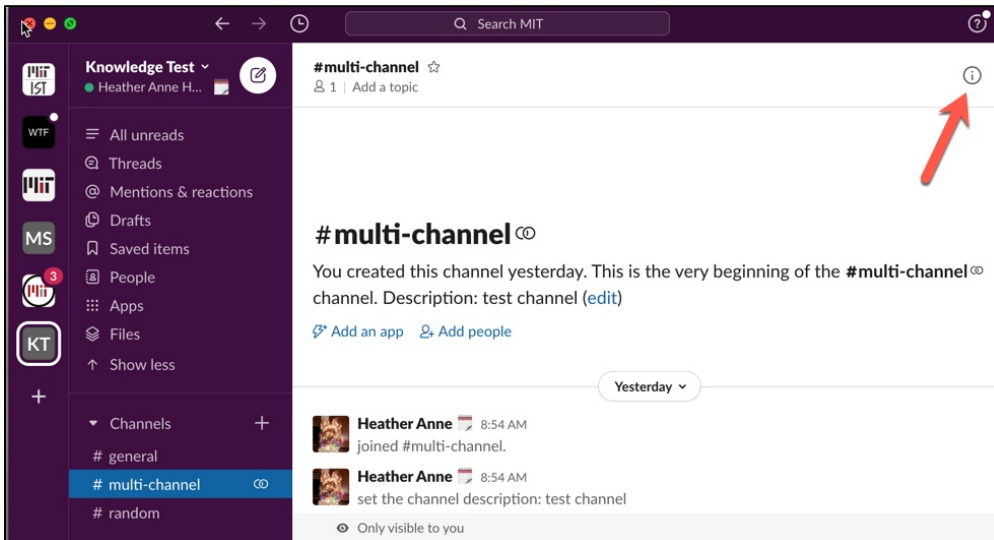 Search MIT
MIT
IST
WTF
MIT
MS
3
MIT
KT
Knowledge Test
Heather Anne H...
All unreads
Threads
@ Mentions & reactions
Drafts
Saved items
People
Apps
Files
Show less
Channels
# general
# multi-channel
# random
#multi-channel
1 | Add a topic
#multi-channel
You created this channel yesterday. This is the very beginning of the #multi-channel
channel. Description: test channel (edit)
Add an app Add people
Yesterday
Heather Anne 8:54 AM
joined #multi-channel.
Heather Anne 8:54 AM
set the channel description: test channel
Only visible to you